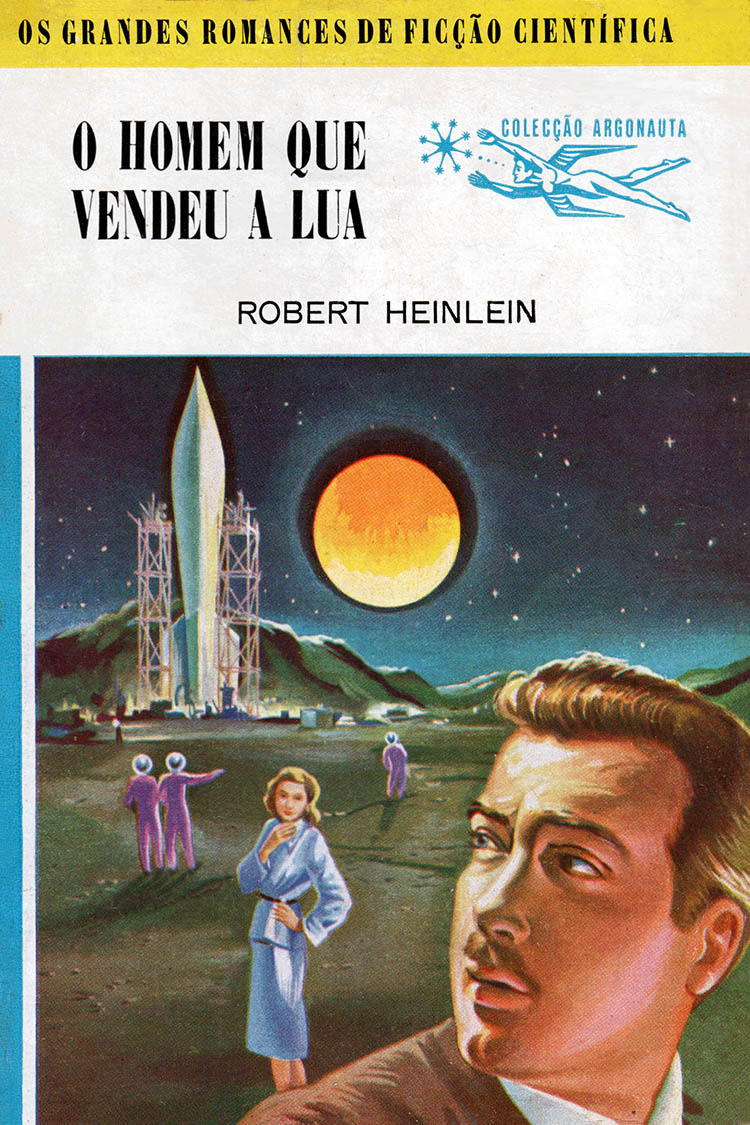 OS GRANDES ROMANCES DE FICÇÃO CIENTÍFICA
O HOMEM QUE
VENDEU A LUA
COLECÇÃO ARGONAUTA
ROBERT HEINLEIN